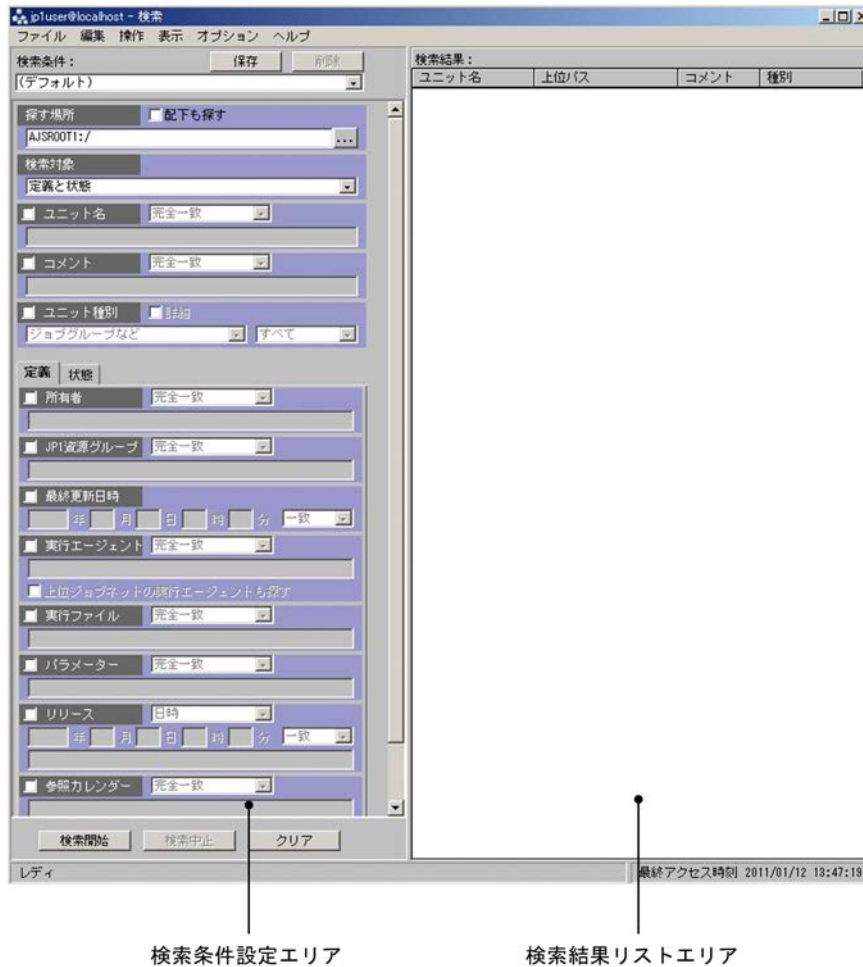 jp1user@localhost - 検索
ファイル 編集 操作 表示 オプション ヘルプ
検索条件： 保存 削除
(デフォルト)
探す場所 配下も探す
AJSROOT1:/ ...
検索対象
定義と状態
ユニット名 完全一致
コメント 完全一致
ユニット種別 詳細
ジョブグループなど すべて
定義 状態
所有者 完全一致
JP1資源グループ 完全一致
最終更新日時
年 月 日 時 分 一致
実行エージェント 完全一致
上位ジョブネットの実行エージェントも探す
実行ファイル 完全一致
パラメーター 完全一致
リリース 日時
年 月 日 時 分 一致
参照カレンダー 完全一致
検索開始 検索中止 クリア
検索結果：
ユニット名 上位パス コメント 種別
レディ 最終アクセス時刻 2011/01/12 13:47:19
検索条件設定エリア 検索結果リストエリア